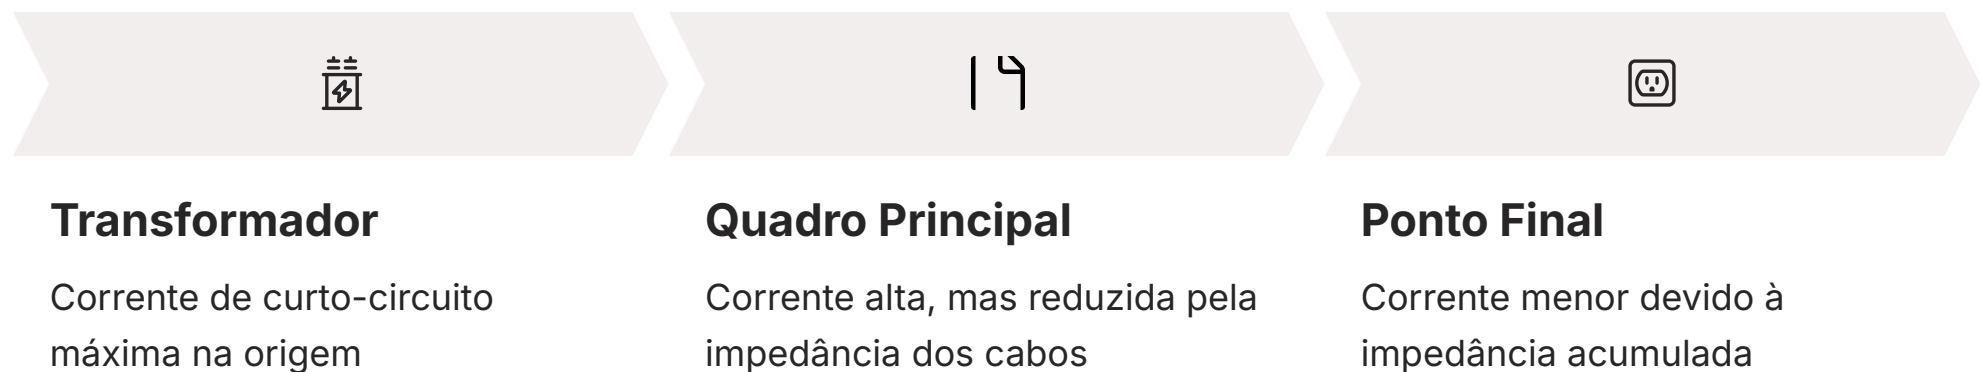 Transformador
Corrente de curto-circuito
máxima na origem
Quadro Principal
Corrente alta, mas reduzida pela
impedância dos cabos
Ponto Final
Corrente menor devido à
impedância acumulada